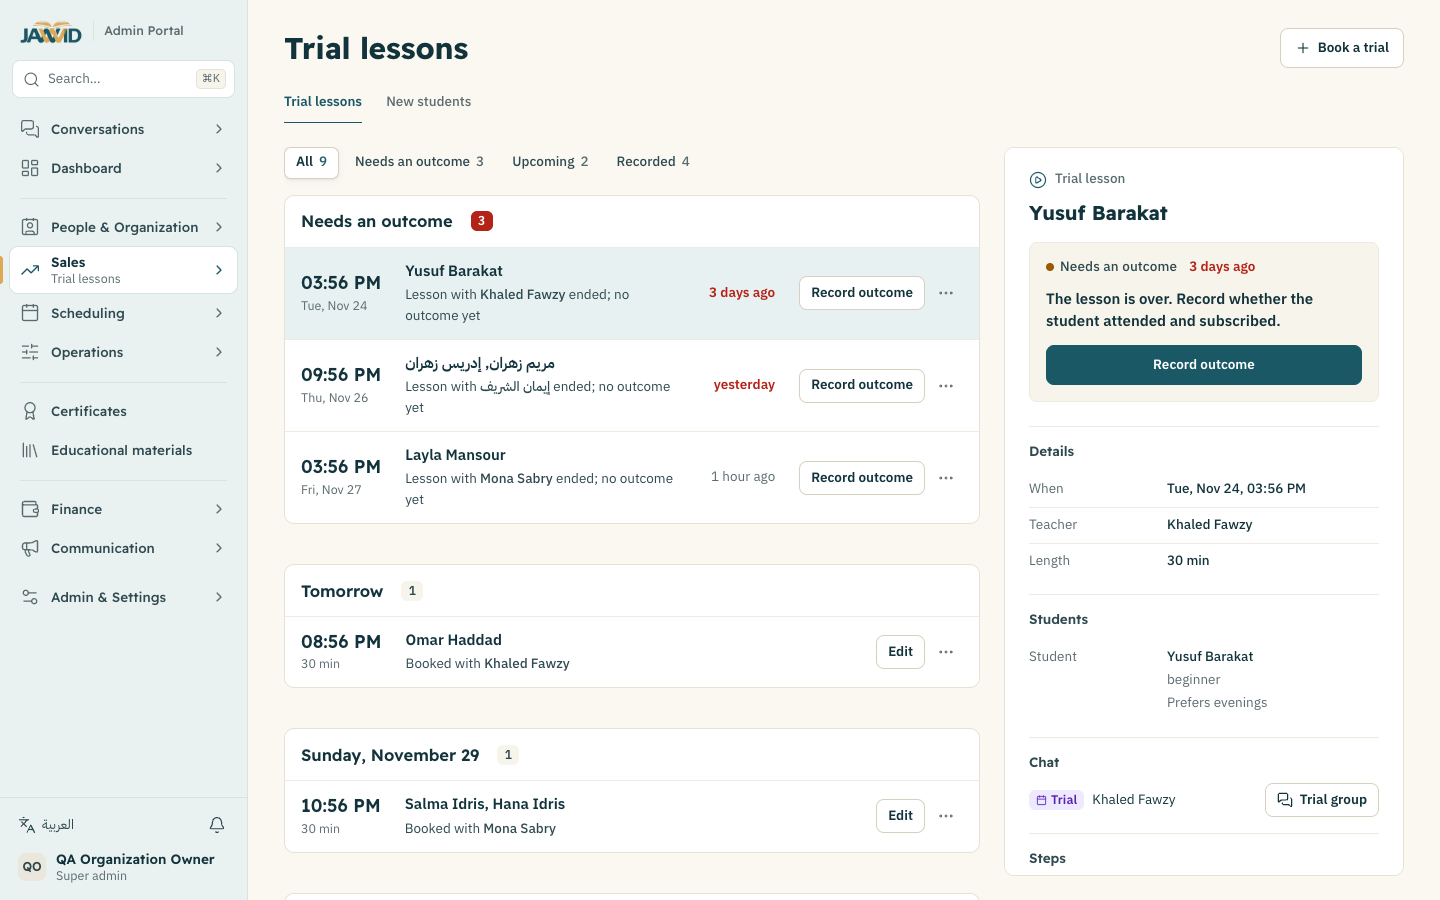 JAWID
Admin Portal
Search...
⌘K
Conversations
Dashboard
People & Organization
Sales
Trial lessons
Scheduling
Operations
Certificates
Educational materials
Finance
Communication
Admin & Settings
العربية
QO
QA Organization Owner
Super admin
Trial lessons
Book a trial
Trial lessons
New students
All 9
Needs an outcome 3
Upcoming 2
Recorded 4
Needs an outcome 3
03:56 PM
Tue, Nov 24
Yusuf Barakat
Lesson with Khaled Fawzy ended; no
outcome yet
3 days ago
Record outcome
09:56 PM
Thu, Nov 26
مريم زهران, إدريس زهران
Lesson with إيمان الشريف ended; no outcome
yet
yesterday
Record outcome
03:56 PM
Fri, Nov 27
Layla Mansour
Lesson with Mona Sabry ended; no outcome
yet
1 hour ago
Record outcome
Tomorrow 1
08:56 PM
30 min
Omar Haddad
Booked with Khaled Fawzy
Edit
Sunday, November 29 1
10:56 PM
30 min
Salma Idris, Hana Idris
Booked with Mona Sabry
Edit
Trial lesson
Yusuf Barakat
Needs an outcome 3 days ago
The lesson is over. Record whether the
student attended and subscribed.
Record outcome
Details
When Tue, Nov 24, 03:56 PM
Teacher Khaled Fawzy
Length 30 min
Students
Student Yusuf Barakat
beginner
Prefers evenings
Chat
Trial Khaled Fawzy
Trial group
Steps